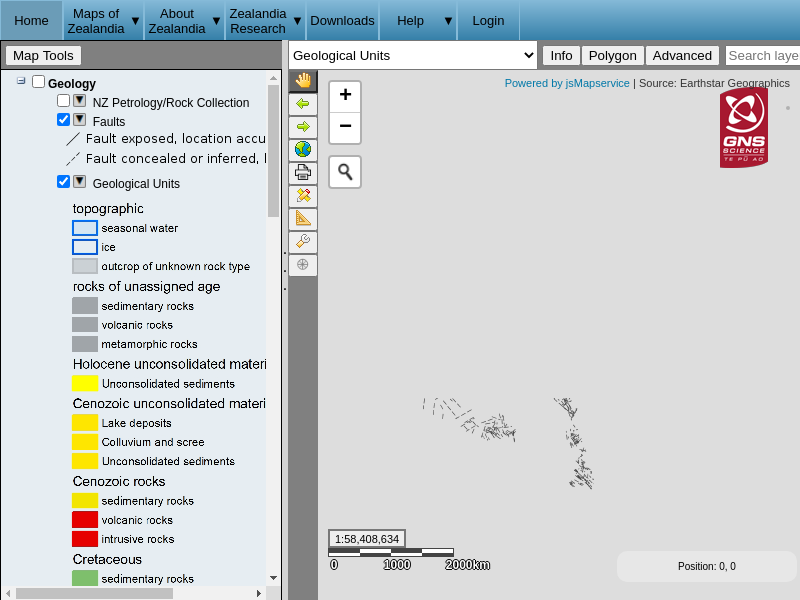 Home
Maps of Zealandia ▼
About Zealandia ▼
Zealandia Research ▼
Downloads
Help ▼
Login
Map Tools
Geological Units
Info
Polygon
Advanced
Search laye
Geology
NZ Petrology/Rock Collection
Faults
Fault exposed, location accu
Fault concealed or inferred, l
Geological Units
topographic
seasonal water
ice
outcrop of unknown rock type
rocks of unassigned age
sedimentary rocks
volcanic rocks
metamorphic rocks
Holocene unconsolidated materi
Unconsolidated sediments
Cenozoic unconsolidated materi
Lake deposits
Colluvium and scree
Unconsolidated sediments
Cenozoic rocks
sedimentary rocks
volcanic rocks
intrusive rocks
Cretaceous
sedimentary rocks
+
−
Powered by jsMapservice | Source: Earthstar Geographics
GNS
SCIENCE
TE PŪ AO
1:58,408,634
0 1000 2000km
Position: 0, 0